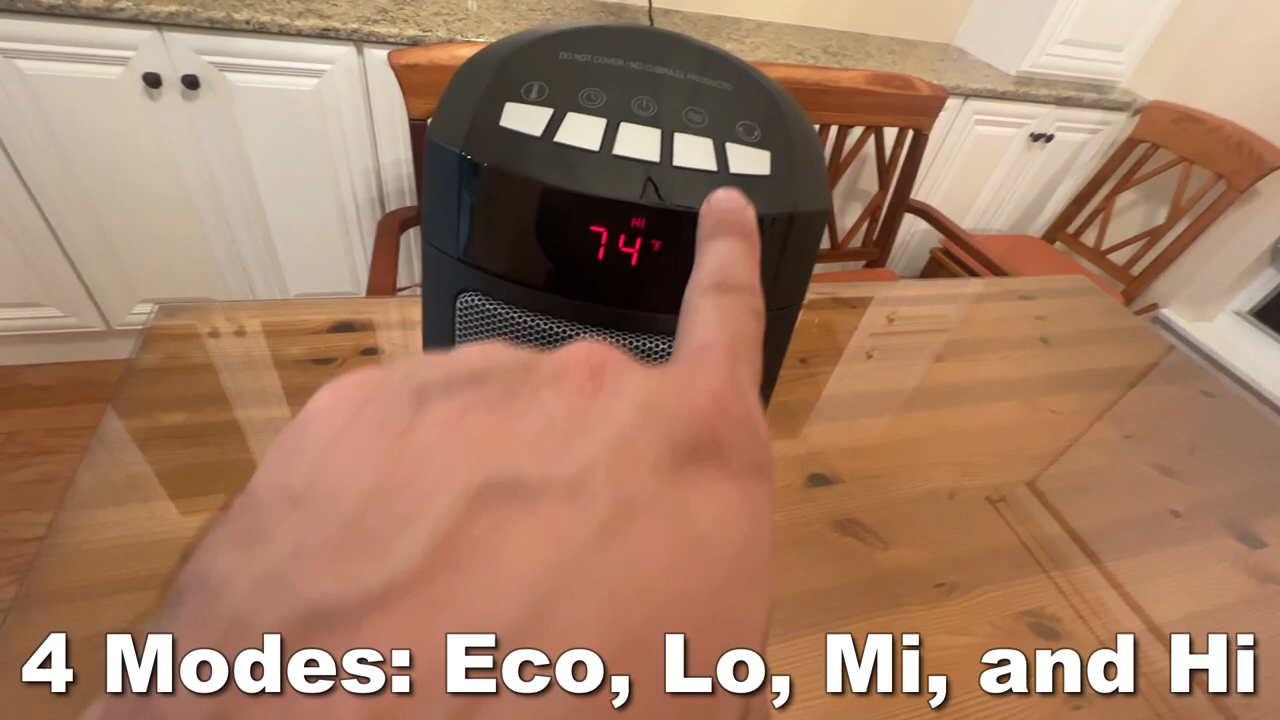 DO NOT COVER / NO CUBRA EL PRODUCTO
HI
74 °F
4 Modes: Eco, Lo, Mi, and Hi